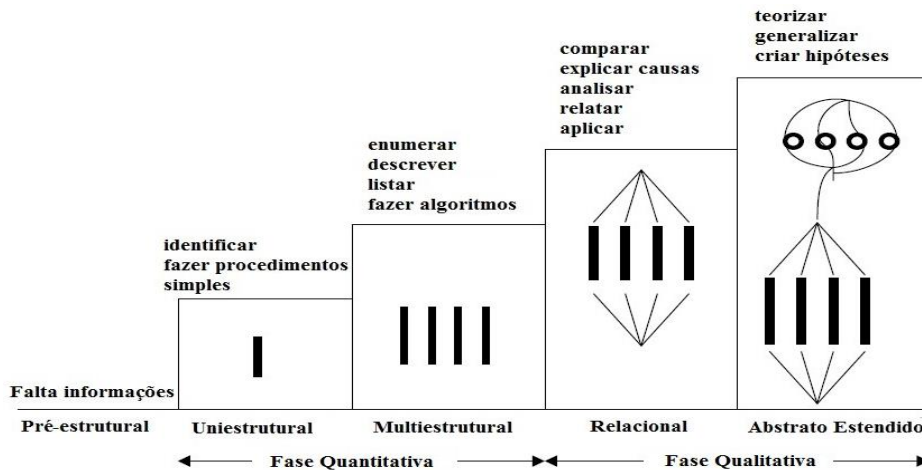 teorizar
generalizar
criar hipóteses
comparar
explicar causas
analisar
relatar
aplicar
enumerar
descrever
listar
fazer algoritmos
identificar
fazer procedimentos
simples
Falta informações
Pré-estrutural
Uniestrutural
Multiestrutural
Relacional
Abstrato Estendido
Fase Quantitativa
Fase Qualitativa